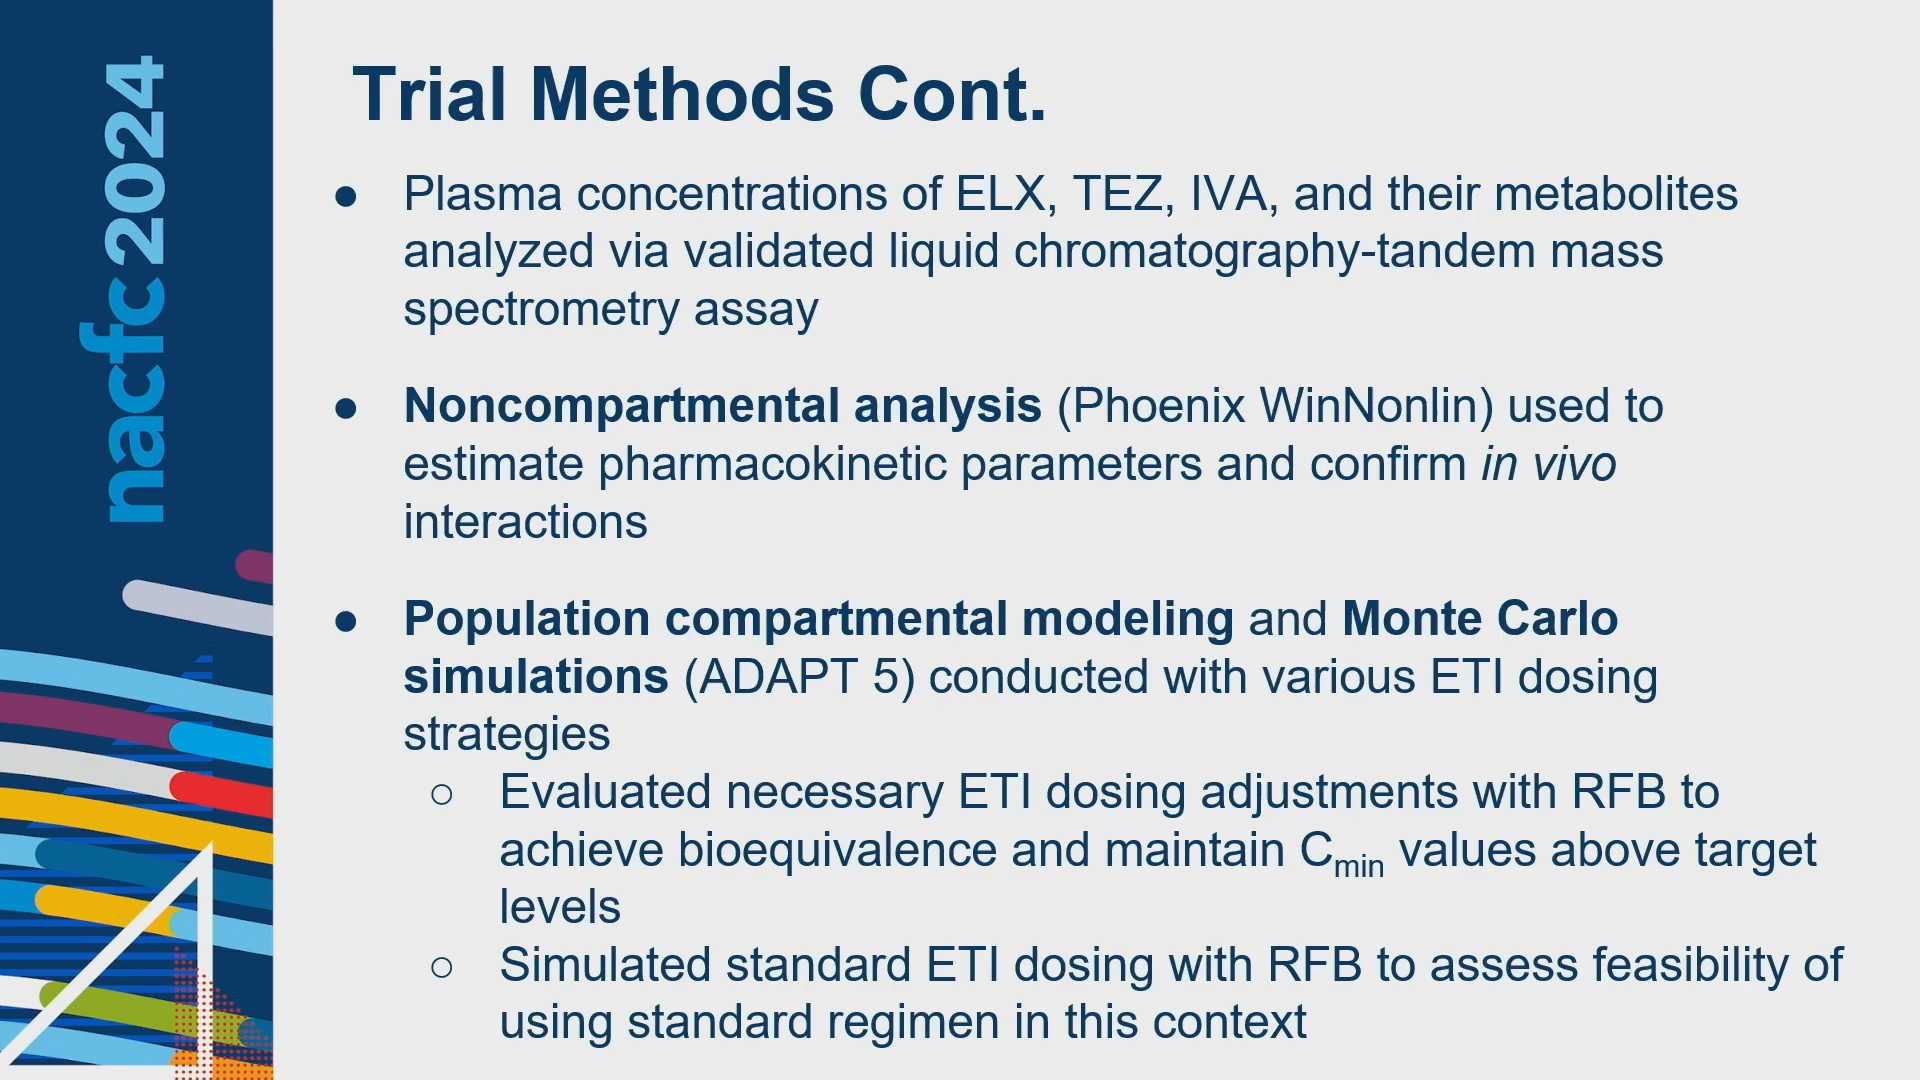 nacfc 2024
Trial Methods Cont.
● Plasma concentrations of ELX, TEZ, IVA, and their metabolites
analyzed via validated liquid chromatography-tandem mass
spectrometry assay
● Noncompartmental analysis (Phoenix WinNonlin) used to
estimate pharmacokinetic parameters and confirm in vivo
interactions
● Population compartmental modeling and Monte Carlo
simulations (ADAPT 5) conducted with various ETI dosing
strategies
○ Evaluated necessary ETI dosing adjustments with RFB to
achieve bioequivalence and maintain Cmin values above target
levels
○ Simulated standard ETI dosing with RFB to assess feasibility of
using standard regimen in this context